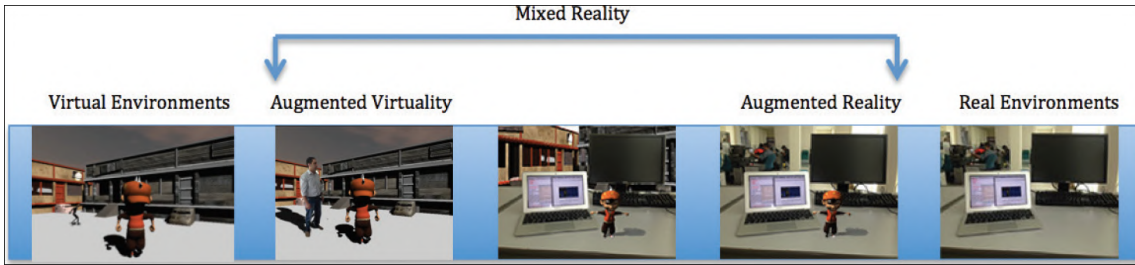 Mixed Reality
Virtual Environments
Augmented Virtuality
Augmented Reality
Real Environments